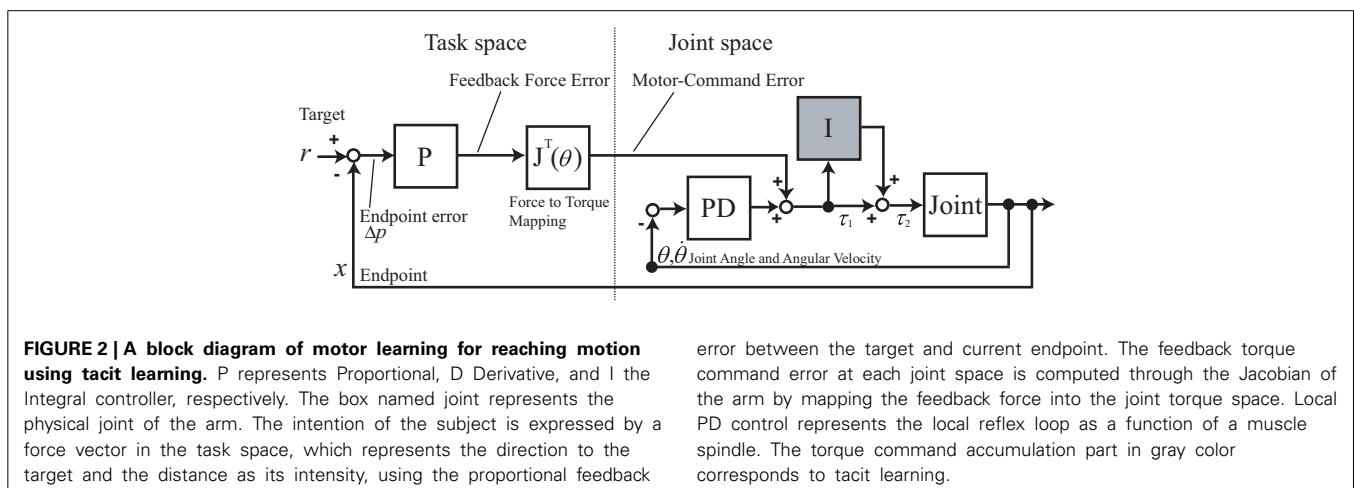 Task space
Joint space
Feedback Force Error
Motor-Command Error
Target
r
+
-
P
J^T(θ)
I
Endpoint error
Δp
Force to Torque
Mapping
-
PD
+
+
τ₁
+
+
τ₂
Joint
θ,θ̇ Joint Angle and Angular Velocity
x Endpoint
FIGURE 2 | A block diagram of motor learning for reaching motion
using tacit learning. P represents Proportional, D Derivative, and I the
Integral controller, respectively. The box named joint represents the
physical joint of the arm. The intention of the subject is expressed by a
force vector in the task space, which represents the direction to the
target and the distance as its intensity, using the proportional feedback
error between the target and current endpoint. The feedback torque
command error at each joint space is computed through the Jacobian of
the arm by mapping the feedback force into the joint torque space. Local
PD control represents the local reflex loop as a function of a muscle
spindle. The torque command accumulation part in gray color
corresponds to tacit learning.